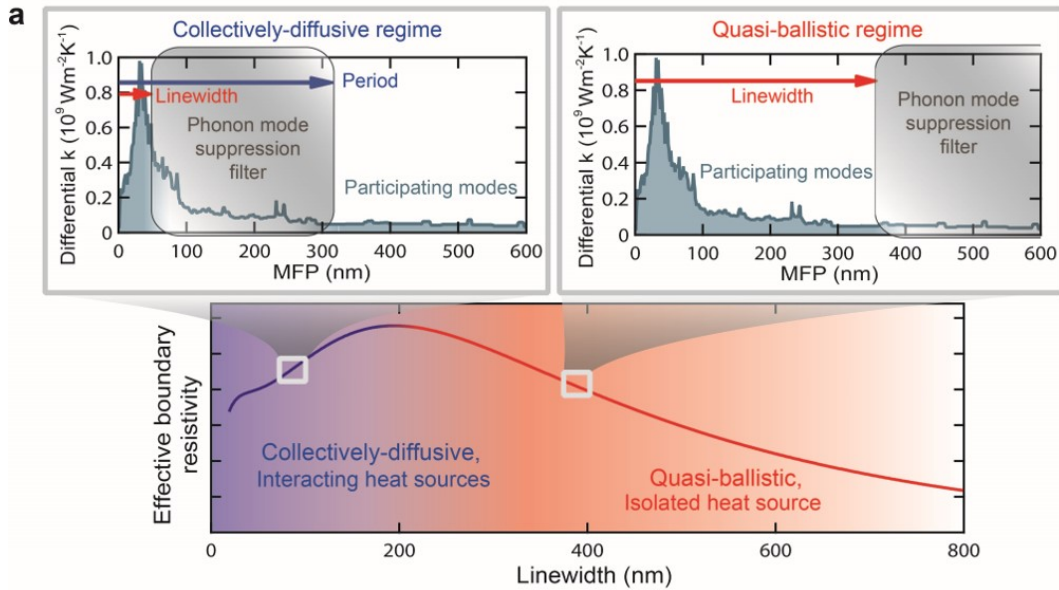 a
Collectively-diffusive regime
Differential k (10⁹ Wm⁻²K⁻¹)
1.0
0.8
0.6
0.4
0.2
0
Period
Linewidth
Phonon mode
suppression
filter
Participating modes
0 100 200 300 400 500 600
MFP (nm)
Quasi-ballistic regime
Differential k (10⁹ Wm⁻²K⁻¹)
1.0
0.8
0.6
0.4
0.2
0
Linewidth
Phonon mode
suppression
filter
Participating modes
0 100 200 300 400 500 600
MFP (nm)
Effective boundary
resistivity
Collectively-diffusive,
Interacting heat sources
Quasi-ballistic,
Isolated heat source
0 200 400 600 800
Linewidth (nm)